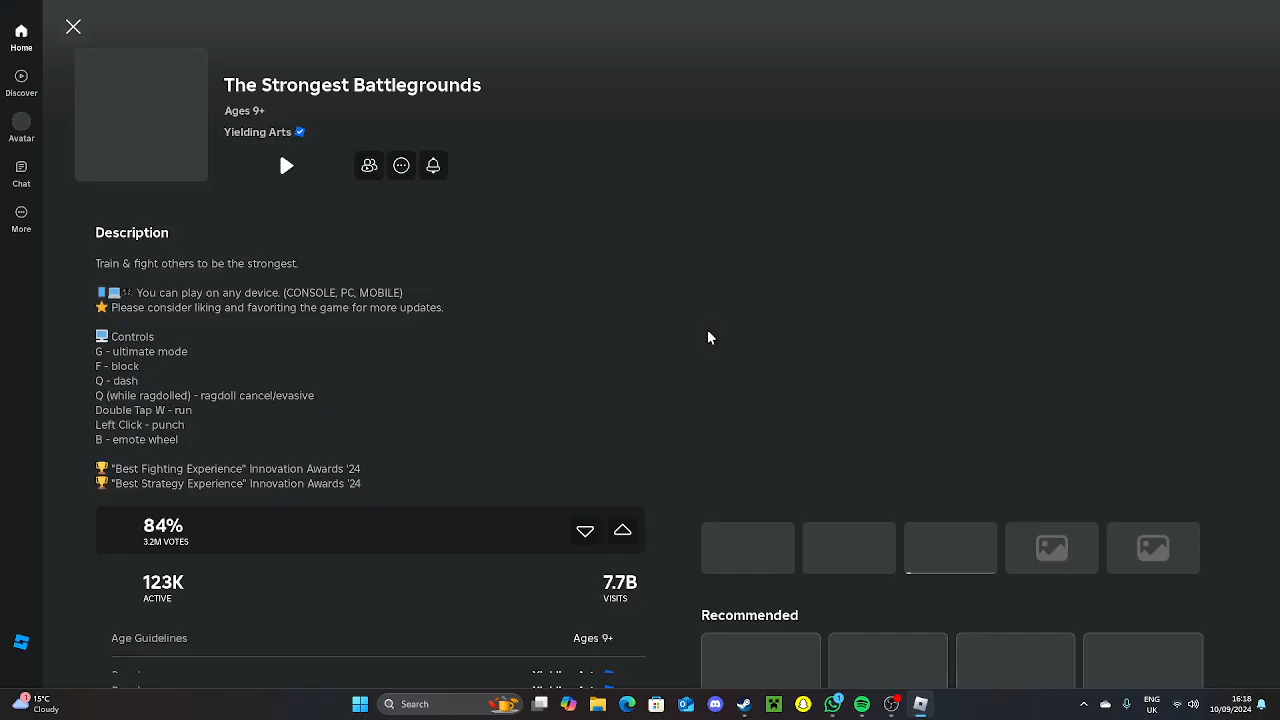 Home
Discover
Avatar
Chat
More
The Strongest Battlegrounds
Ages 9+
Yielding Arts
Description
Train & fight others to be the strongest.
You can play on any device. (CONSOLE, PC, MOBILE)
Please consider liking and favoriting the game for more updates.
Controls
G - ultimate mode
F - block
Q - dash
Q (while ragdolled) - ragdoll cancel/evasive
Double Tap W - run
Left Click - punch
B - emote wheel
"Best Fighting Experience" Innovation Awards '24
"Best Strategy Experience" Innovation Awards '24
84%
3.2M VOTES
123K
ACTIVE
7.7B
VISITS
Age Guidelines
Ages 9+
Recommended
1
15°C
Cloudy
Search
1
ENG
UK
16:18
10/09/2024